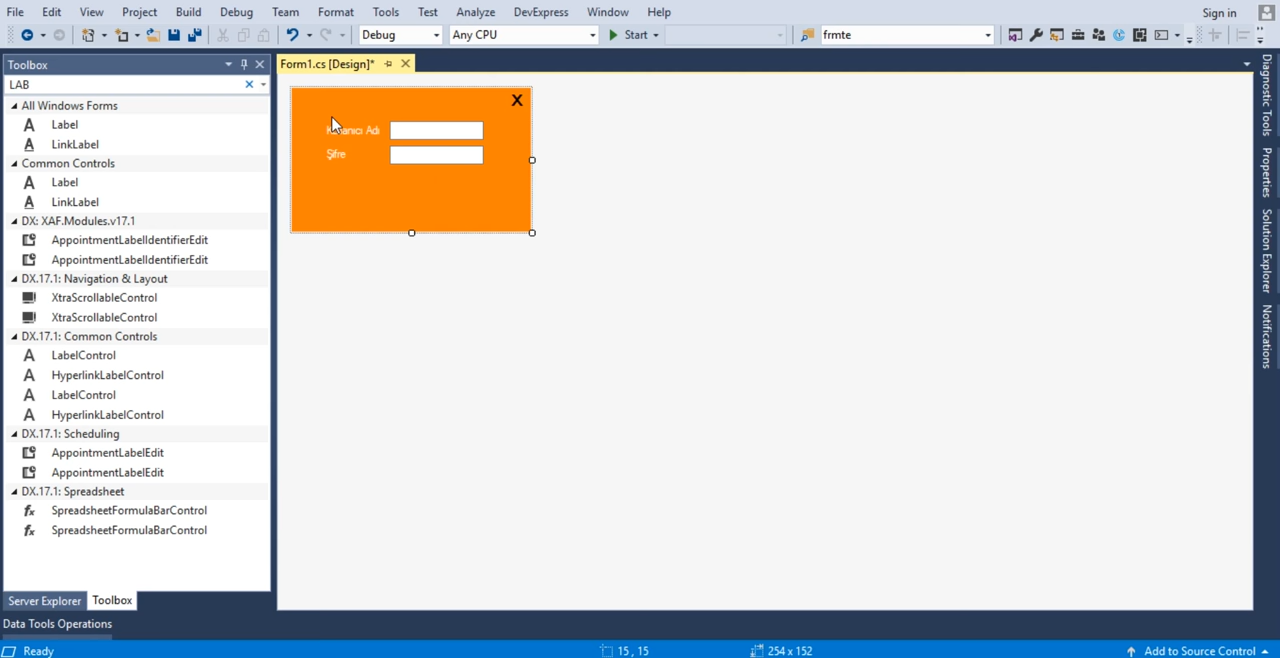 File Edit View Project Build Debug Team Format Tools Test Analyze DevExpress Window Help Sign in
Debug Any CPU Start frmte
Toolbox
Form1.cs [Design]*
LAB
All Windows Forms
Label
LinkLabel
Common Controls
Label
LinkLabel
DX: XAF.Modules.v17.1
AppointmentLabelIdentifierEdit
AppointmentLabelIdentifierEdit
DX.17.1: Navigation & Layout
XtraScrollableControl
XtraScrollableControl
DX.17.1: Common Controls
LabelControl
HyperlinkLabelControl
LabelControl
HyperlinkLabelControl
DX.17.1: Scheduling
AppointmentLabelEdit
AppointmentLabelEdit
DX.17.1: Spreadsheet
SpreadsheetFormulaBarControl
SpreadsheetFormulaBarControl
Server Explorer Toolbox
X
Adı
Şifre
Diagnostic Tools
Properties
Solution Explorer
Notifications
Data Tools Operations
Ready 15 , 15 254 x 152 Add to Source Control